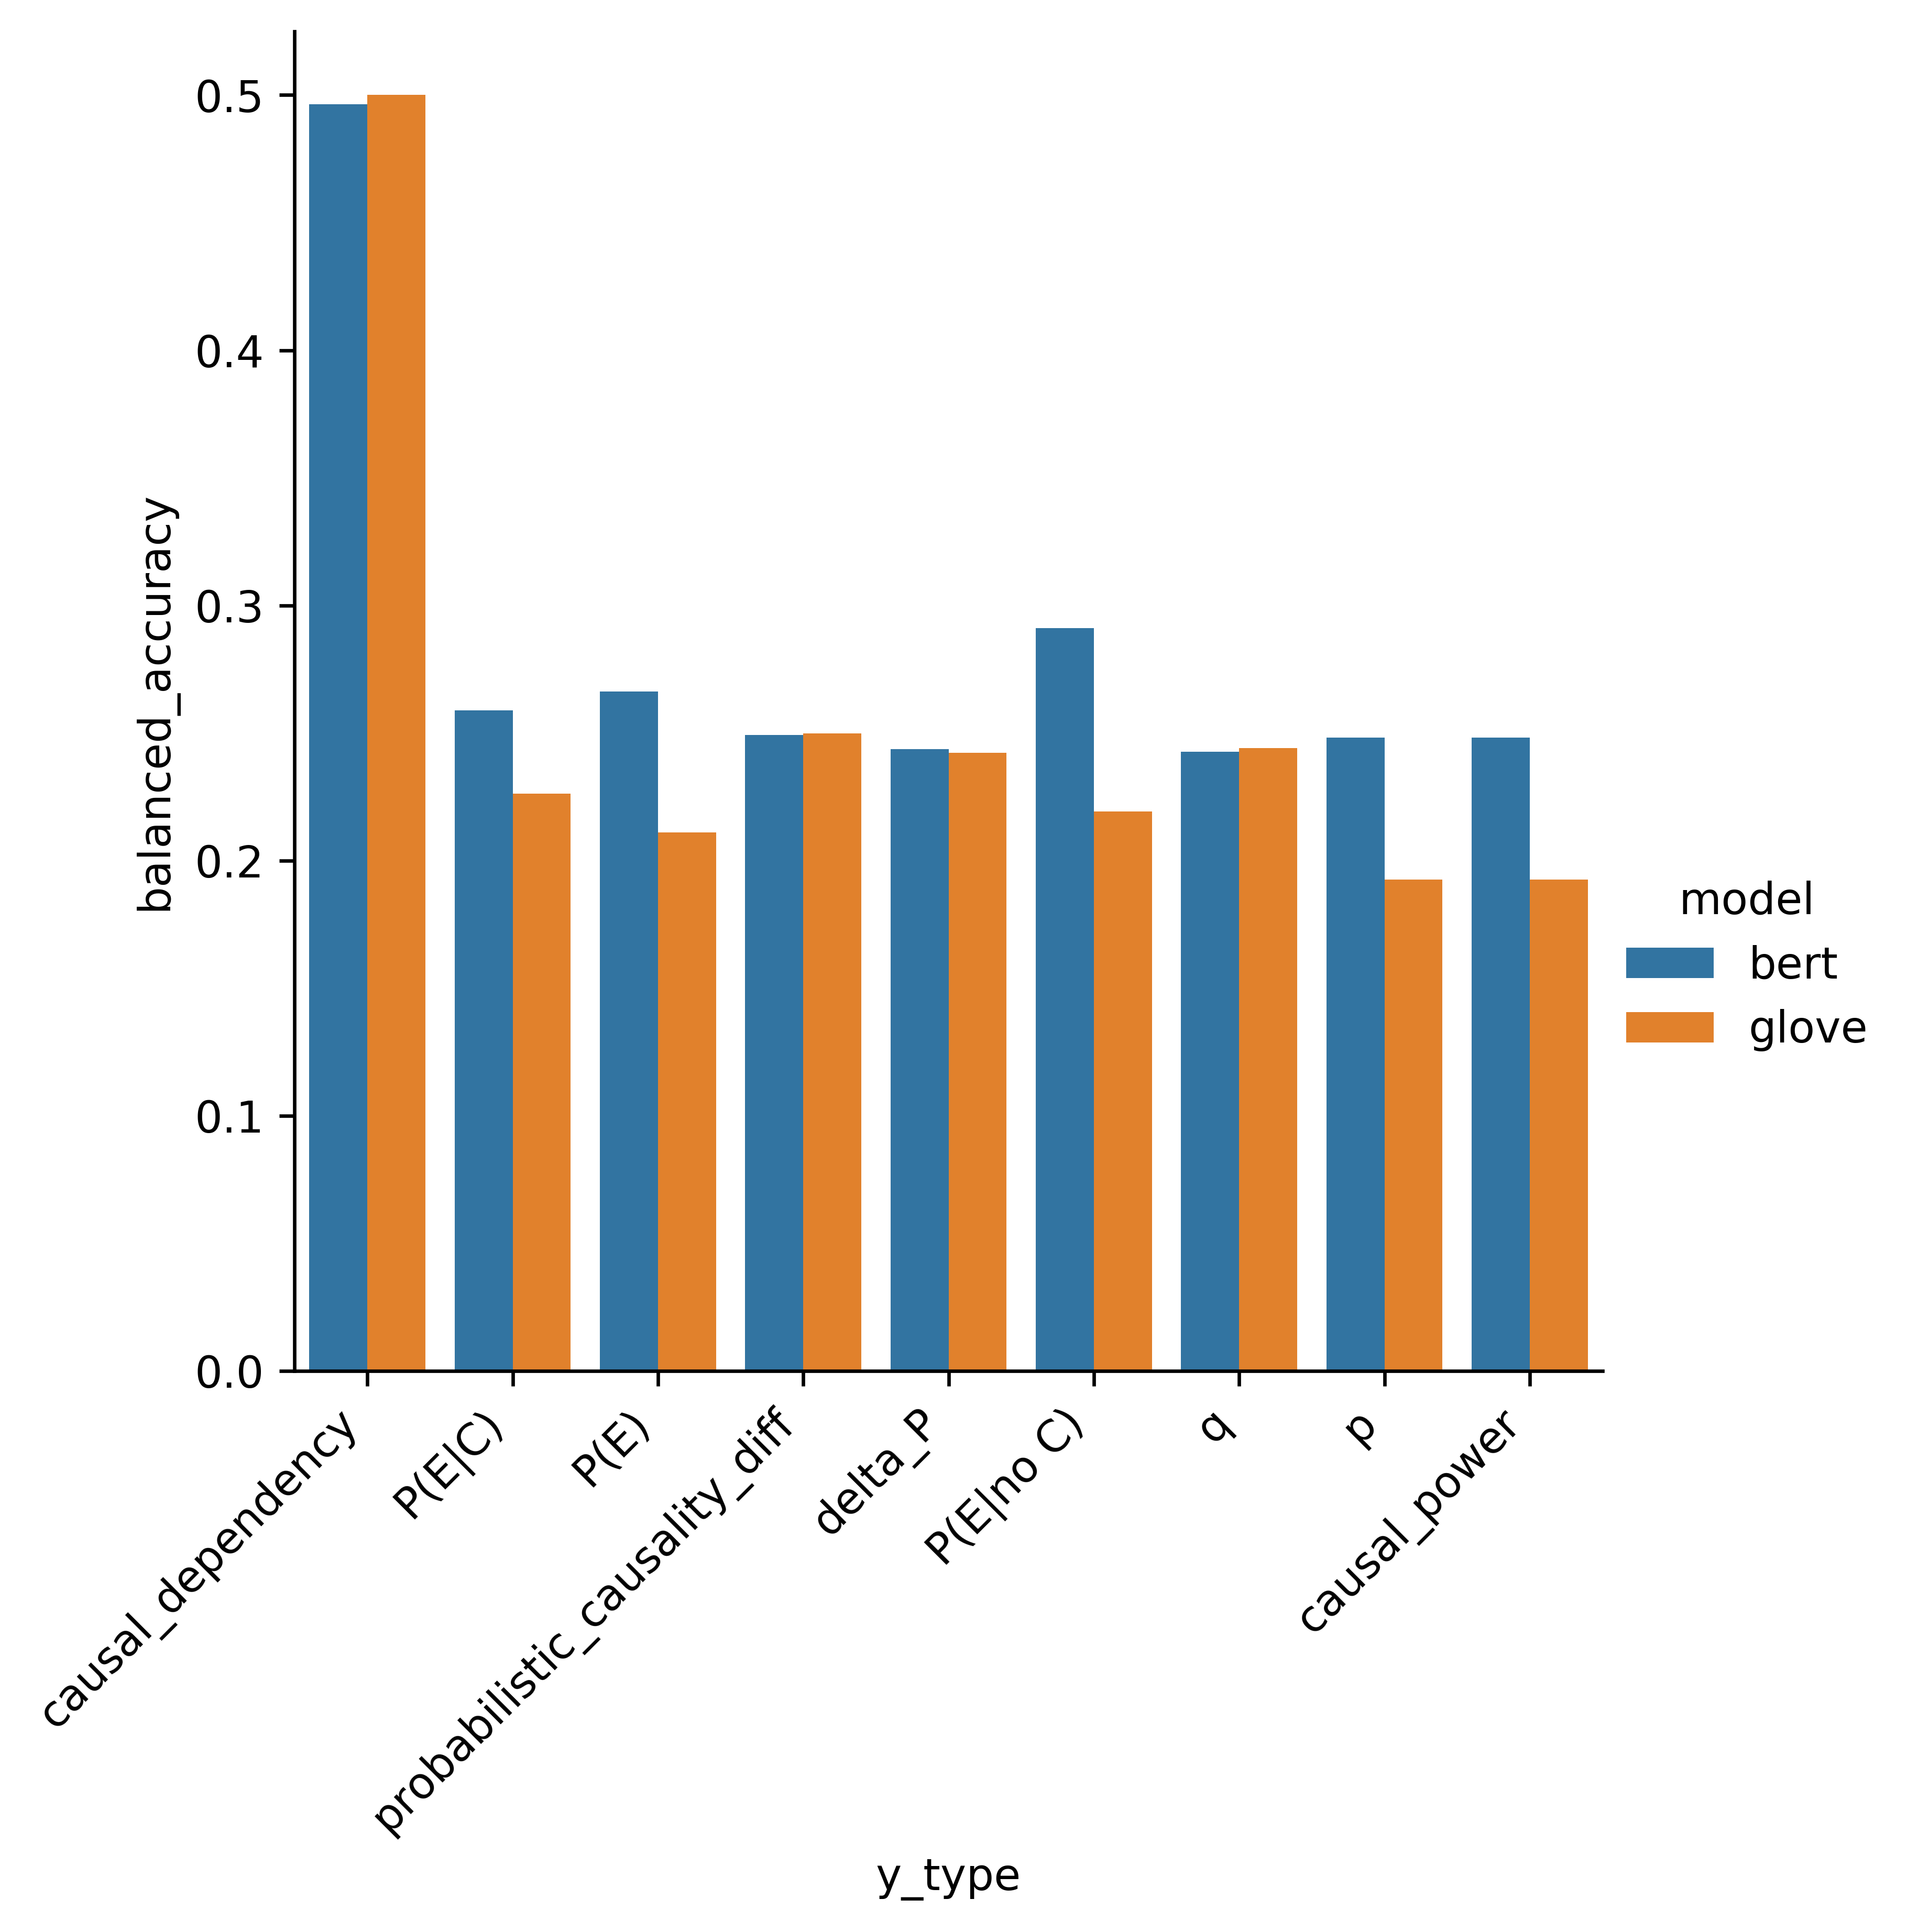 balanced_accuracy
0.5
0.4
0.3
0.2
0.1
0.0
causal_dependency
P(E|C)
P(E)
probabilistic_causality_diff
delta_P
P(E|no C)
q
p
causal_power
y_type
model
bert
glove